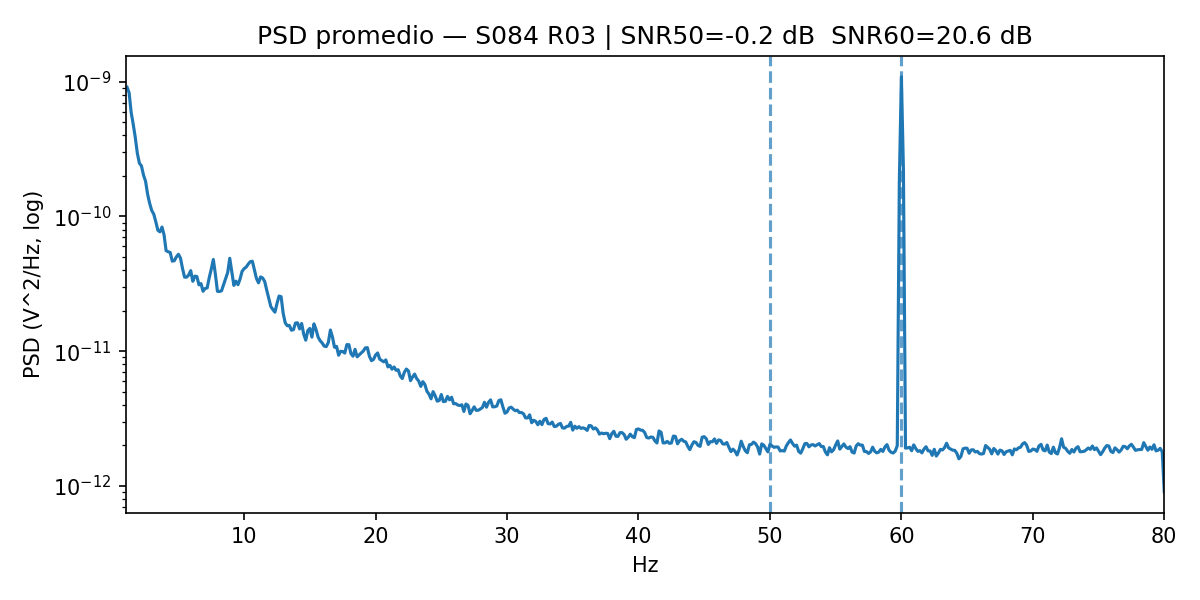 PSD promedio — S084 R03 | SNR50=-0.2 dB  SNR60=20.6 dB
PSD (V^2/Hz, log)
10⁻⁹
10⁻¹⁰
10⁻¹¹
10⁻¹²
10 20 30 40 50 60 70 80
Hz